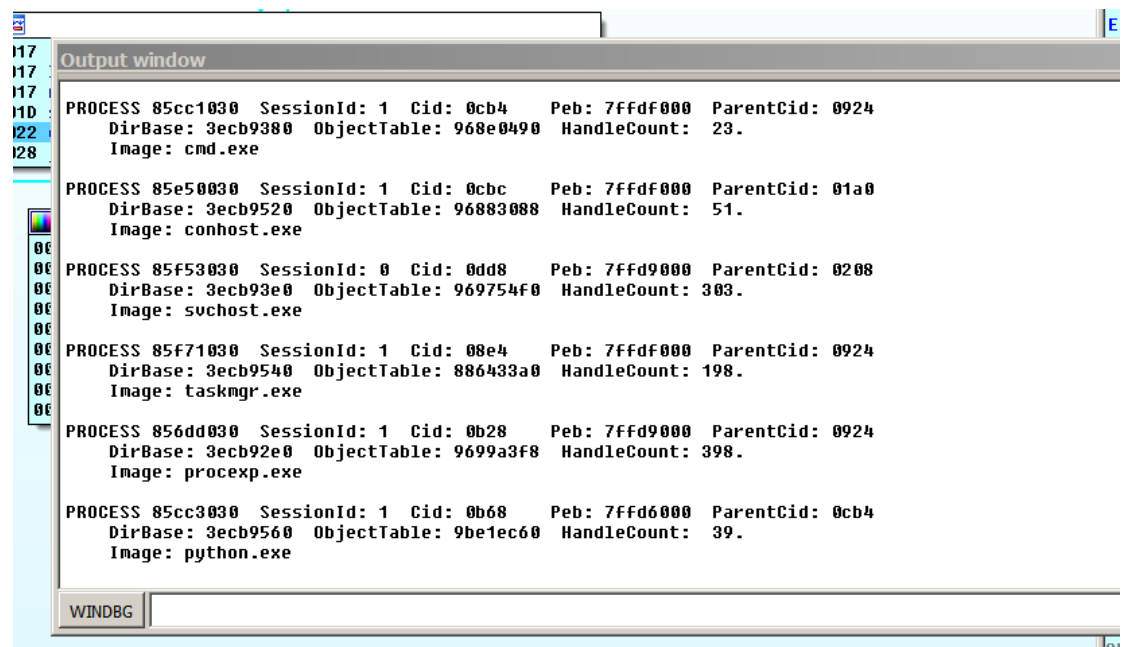 Output window
PROCESS 85cc1030 SessionId: 1 Cid: 0cb4 Peb: 7ffdf000 ParentCid: 0924
DirBase: 3ecb9380 ObjectTable: 968e0490 HandleCount: 23.
Image: cmd.exe
PROCESS 85e50030 SessionId: 1 Cid: 0cbc Peb: 7ffdf000 ParentCid: 01a0
DirBase: 3ecb9520 ObjectTable: 96883088 HandleCount: 51.
Image: conhost.exe
PROCESS 85f53030 SessionId: 0 Cid: 0dd8 Peb: 7ffd9000 ParentCid: 0208
DirBase: 3ecb93e0 ObjectTable: 969754f0 HandleCount: 303.
Image: svchost.exe
PROCESS 85f71030 SessionId: 1 Cid: 08e4 Peb: 7ffdf000 ParentCid: 0924
DirBase: 3ecb9540 ObjectTable: 886433a0 HandleCount: 198.
Image: taskmgr.exe
PROCESS 856dd030 SessionId: 1 Cid: 0b28 Peb: 7ffd9000 ParentCid: 0924
DirBase: 3ecb92e0 ObjectTable: 9699a3f8 HandleCount: 398.
Image: procexp.exe
PROCESS 85cc3030 SessionId: 1 Cid: 0b68 Peb: 7ffd6000 ParentCid: 0cb4
DirBase: 3ecb9560 ObjectTable: 9be1ec60 HandleCount: 39.
Image: python.exe
WINDBG